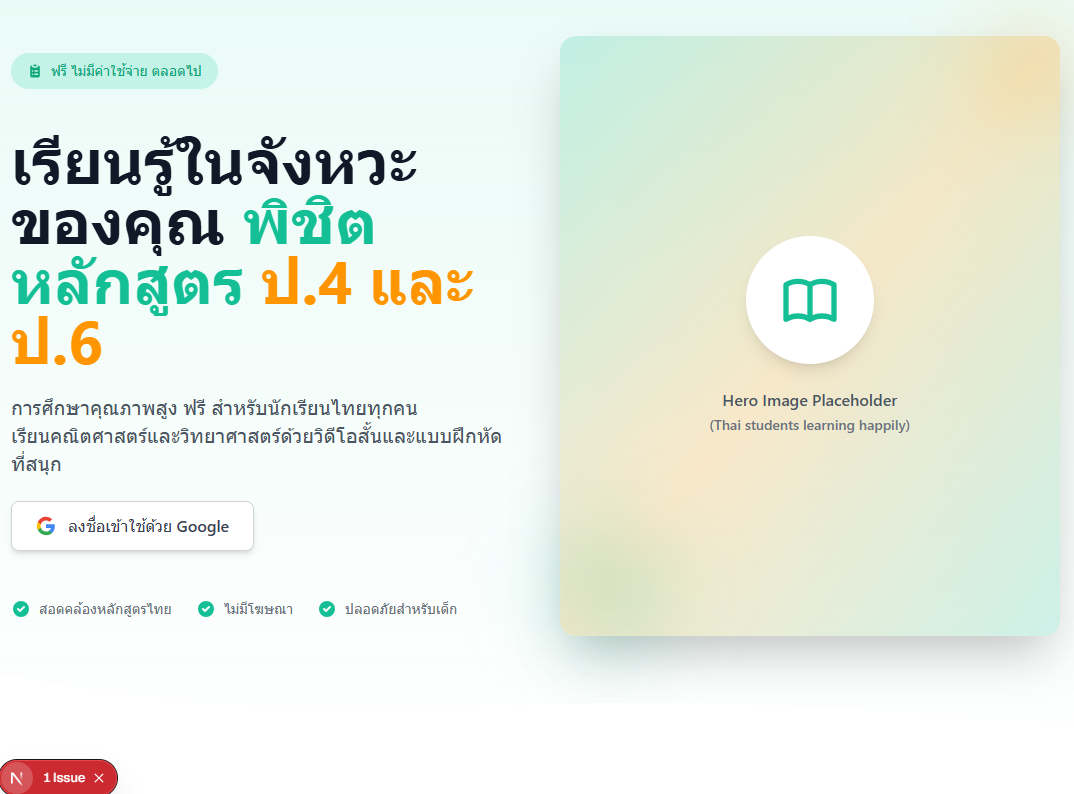 ฟรี ไม่มีค่าใช้จ่าย ตลอดไป
เรียนรู้ในจังหวะ
ของคุณ พิชิต
หลักสูตร ป.4 และ
ป.6
การศึกษาคุณภาพสูง ฟรี สำหรับนักเรียนไทยทุกคน
เรียนคณิตศาสตร์และวิทยาศาสตร์ด้วยวิดีโอสั้นและแบบฝึกหัด
ที่สนุก
ลงชื่อเข้าใช้ด้วย Google
สอดคล้องหลักสูตรไทย
ไม่มีโฆษณา
ปลอดภัยสำหรับเด็ก
Hero Image Placeholder
(Thai students learning happily)
N
1 Issue